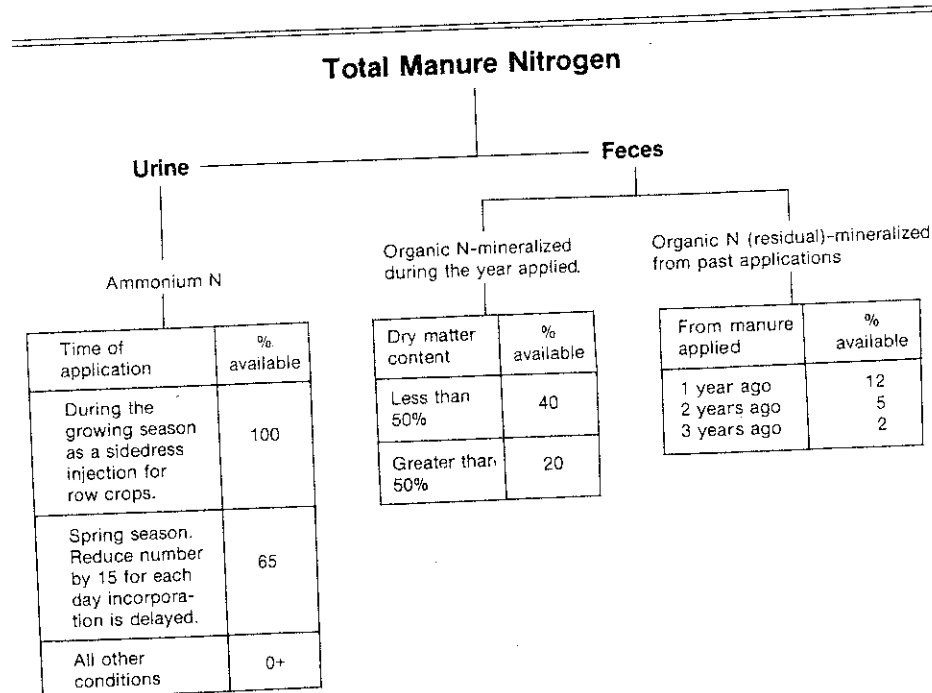 Total Manure Nitrogen
Urine
Feces
Ammonium N
Organic N-mineralized
during the year applied.
Organic N (residual)-mineralized
from past applications
Time of
application
%
available
During the
growing season
as a sidedress
injection for
row crops.
100
Spring season.
Reduce number
by 15 for each
day incorpora-
tion is delayed.
65
All other
conditions
0+
Dry matter
content
%
available
Less than
50%
40
Greater than
50%
20
From manure
applied
%
available
1 year ago 12
2 years ago 5
3 years ago 2